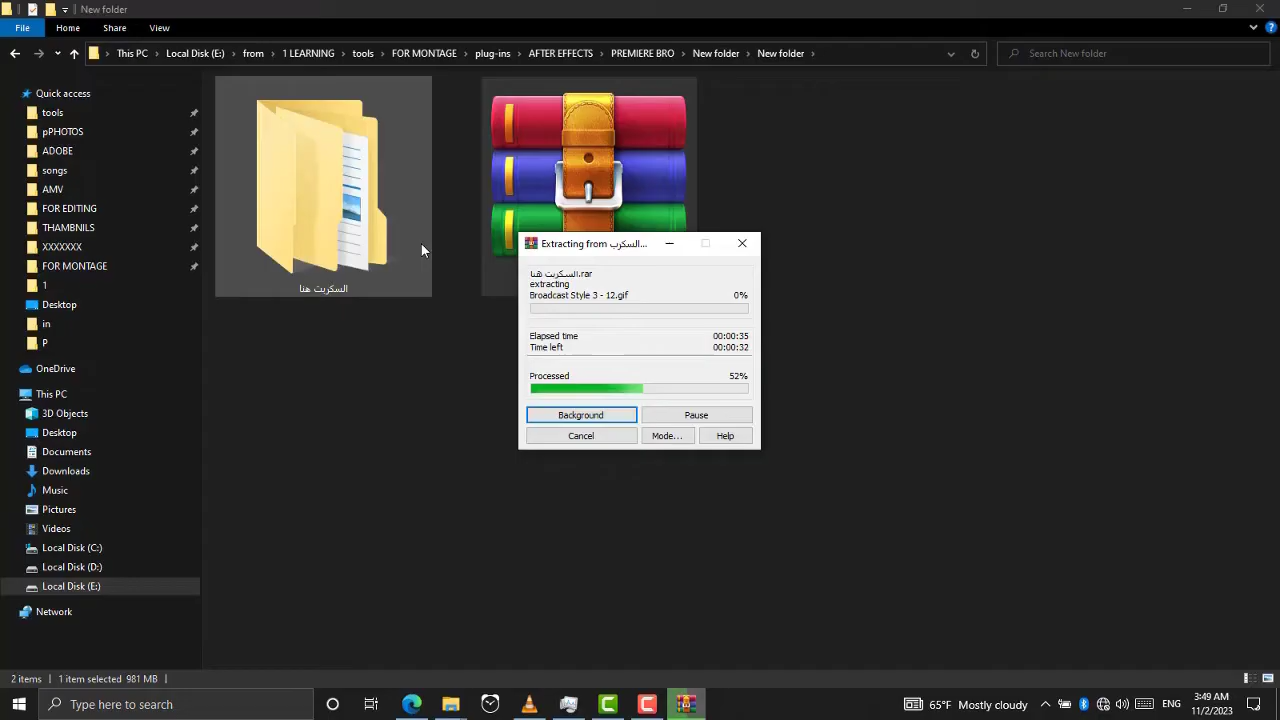 New folder
File Home Share View
This PC Local Disk (E:) from 1 LEARNING tools FOR MONTAGE plug-ins AFTER EFFECTS PREMIERE BRO New folder New folder
Search New folder
Quick access
tools
pPHOTOS
ADOBE
songs
AMV
FOR EDITING
THAMBNILS
XXXXXXX
FOR MONTAGE
1
Desktop
in
P
OneDrive
This PC
3D Objects
Desktop
Documents
Downloads
Music
Pictures
Videos
Local Disk (C:)
Local Disk (D:)
Local Disk (E:)
Network
السكربت هنا
Extracting from السكرب...
السكربت هنا.rar
extracting
Broadcast Style 3 - 12.gif 0%
Elapsed time 00:00:35
Time left 00:00:32
Processed 52%
Background Pause
Cancel Mode... Help
2 items 1 item selected 981 MB
Type here to search
65°F Mostly cloudy
ENG
3:49 AM
11/2/2023